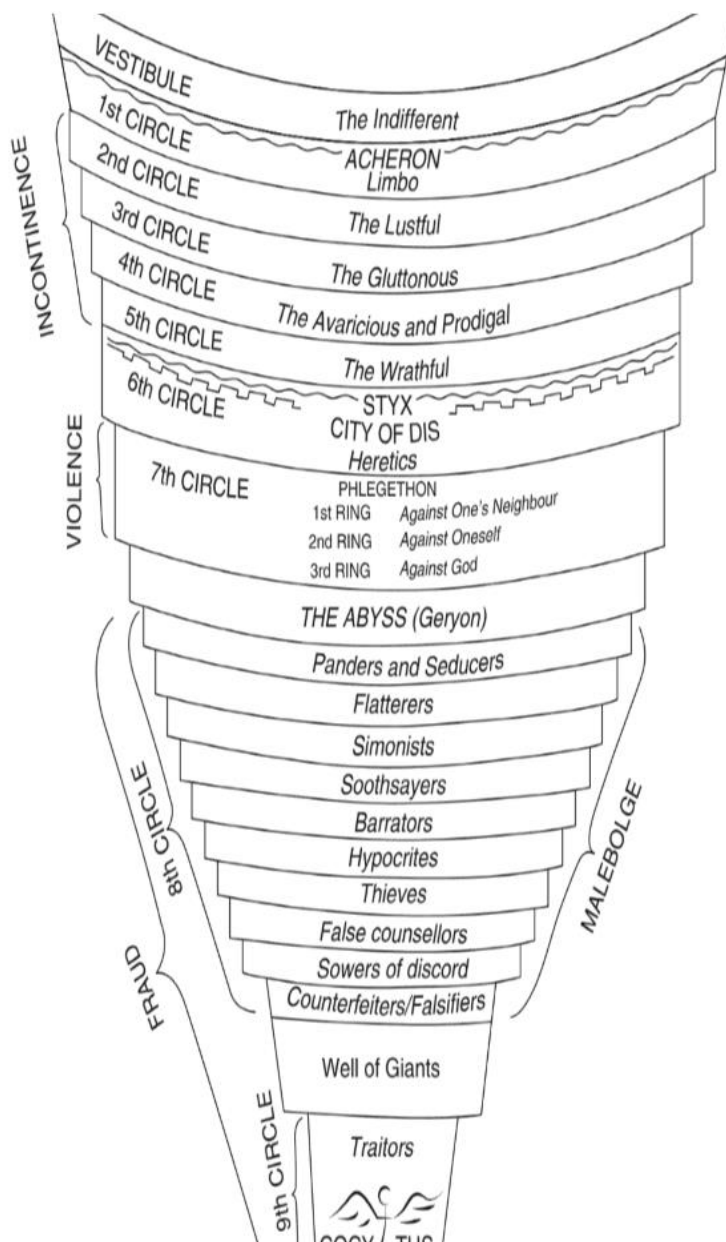 VESTIBULE
The Indifferent
1st CIRCLE
ACHERON
Limbo
INCONTINENCE
2nd CIRCLE
The Lustful
3rd CIRCLE
The Gluttonous
4th CIRCLE
The Avaricious and Prodigal
5th CIRCLE
The Wrathful
6th CIRCLE
STYX
CITY OF DIS
Heretics
VIOLENCE
7th CIRCLE
PHLEGETHON
1st RING Against One's Neighbour
2nd RING Against Oneself
3rd RING Against God
THE ABYSS (Geryon)
Panders and Seducers
Flatterers
Simonists
Soothsayers
Barrators
Hypocrites
Thieves
False counsellors
Sowers of discord
Counterfeiters/Falsifiers
8th CIRCLE
MALEBOLGE
FRAUD
Well of Giants
9th CIRCLE
Traitors
COCY TUS